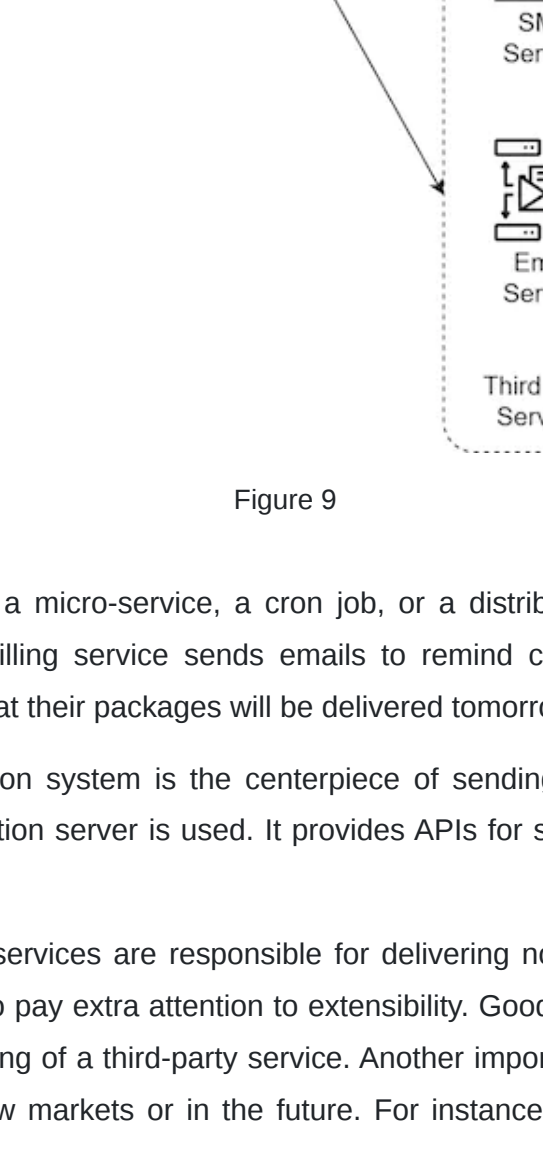 SM
Ser
Em
Ser
Third
Serv
Figure 9
a micro-service, a cron job, or a distrib
illing service sends emails to remind c
at their packages will be delivered tomorro
on system is the centerpiece of sending
tion server is used. It provides APIs for s
services are responsible for delivering no
o pay extra attention to extensibility. Good
ng of a third-party service. Another impor
w markets or in the future. For instance